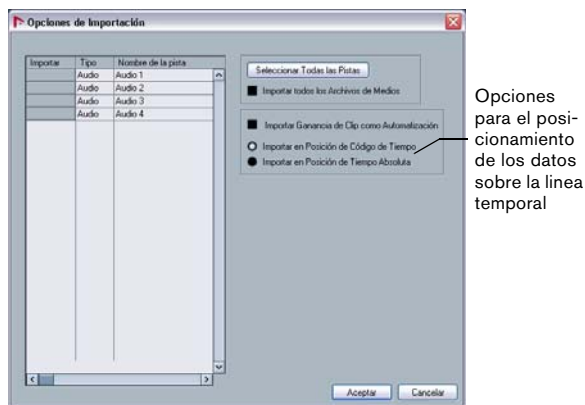 Opciones de Importación
Importar Tipo Nombre de la pista
Audio Audio 1
Audio Audio 2
Audio Audio 3
Audio Audio 4
Seleccionar Todas las Pistas
Importar todos los Archivos de Medios
Importar Ganancia de Clip como Automatización
Importar en Posición de Código de Tiempo
Importar en Posición de Tiempo Absoluta
Aceptar Cancelar
Opciones
para el posi-
cionamiento
de los datos
sobre la linea
temporal